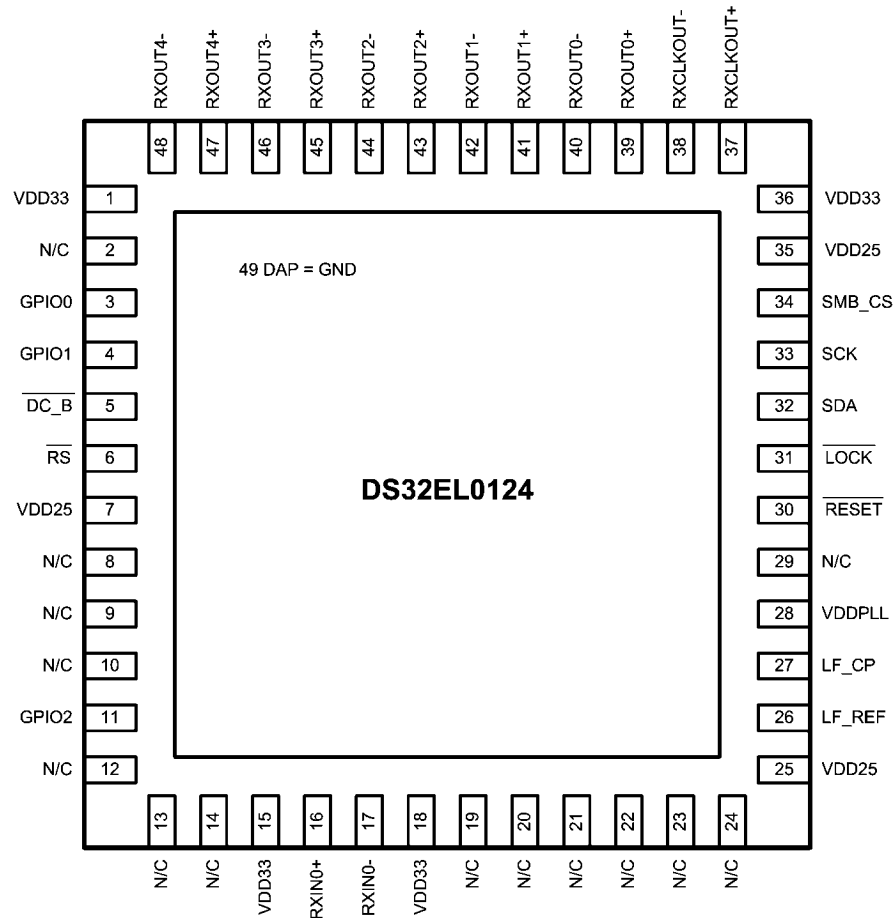 RXOUT4-
RXOUT4+
RXOUT3-
RXOUT3+
RXOUT2-
RXOUT2+
RXOUT1-
RXOUT1+
RXOUT0-
RXOUT0+
RXCLKOUT-
RXCLKOUT+
48
47
46
45
44
43
42
41
40
39
38
37
VDD33 1
N/C 2
GPIO0 3
GPIO1 4
DC_B 5
RS 6
VDD25 7
N/C 8
N/C 9
N/C 10
GPIO2 11
N/C 12
49 DAP = GND
DS32EL0124
36 VDD33
35 VDD25
34 SMB_CS
33 SCK
32 SDA
31 LOCK
30 RESET
29 N/C
28 VDDPLL
27 LF_CP
26 LF_REF
25 VDD25
13
14
15
16
17
18
19
20
21
22
23
24
N/C
N/C
VDD33
RXIN0+
RXIN0-
VDD33
N/C
N/C
N/C
N/C
N/C
N/C